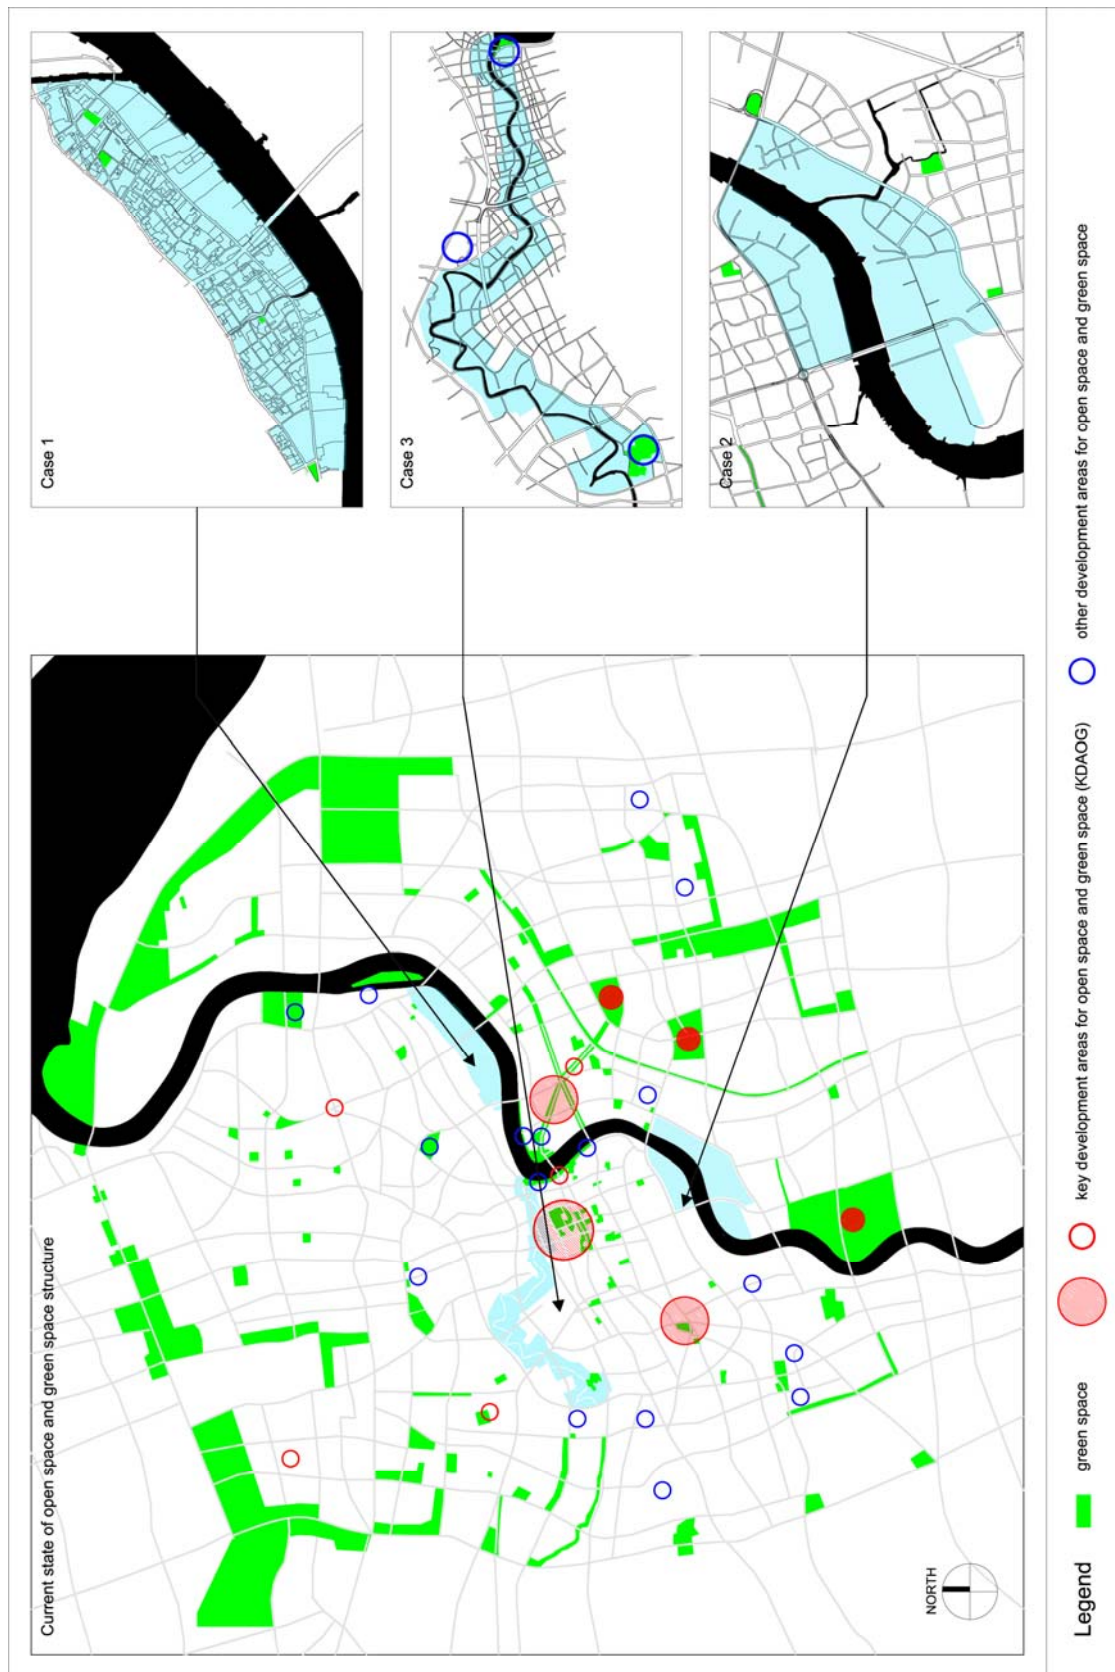 Current state of open space and green space structure
NORTH
Case 1
Case 3
Case 2
Legend
green space
key development areas for open space and green space (KDAOG)
other development areas for open space and green space